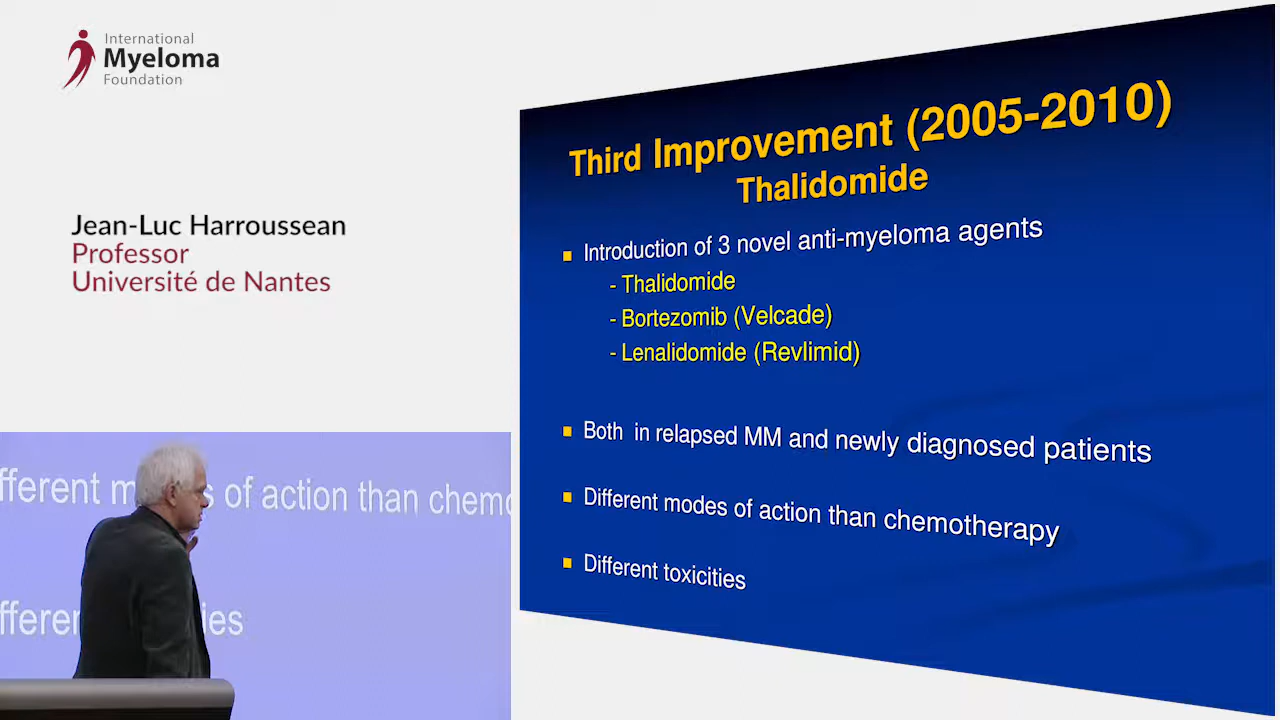 International
Myeloma
Foundation
Jean-Luc Harroussean
Professor
Université de Nantes
Third Improvement (2005-2010)
Thalidomide
Introduction of 3 novel anti-myeloma agents
- Thalidomide
- Bortezomib (Velcade)
- Lenalidomide (Revlimid)
Both in relapsed MM and newly diagnosed patients
Different modes of action than chemotherapy
Different toxicities
of action than